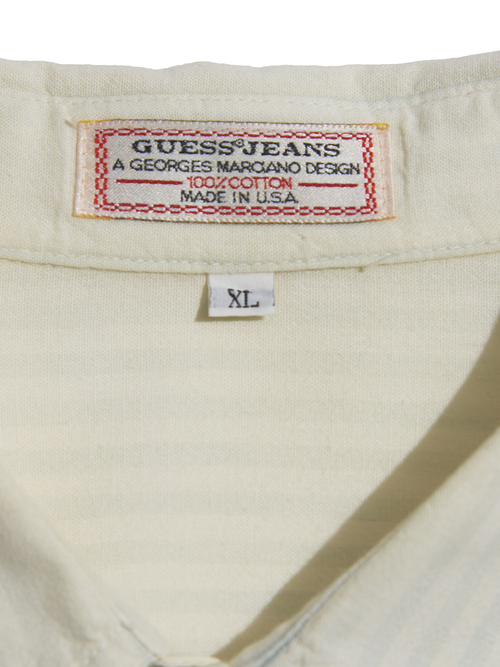 GUESS® JEANS
A GEORGES MARCIANO DESIGN
100% COTTON
MADE IN U.S.A.
XL